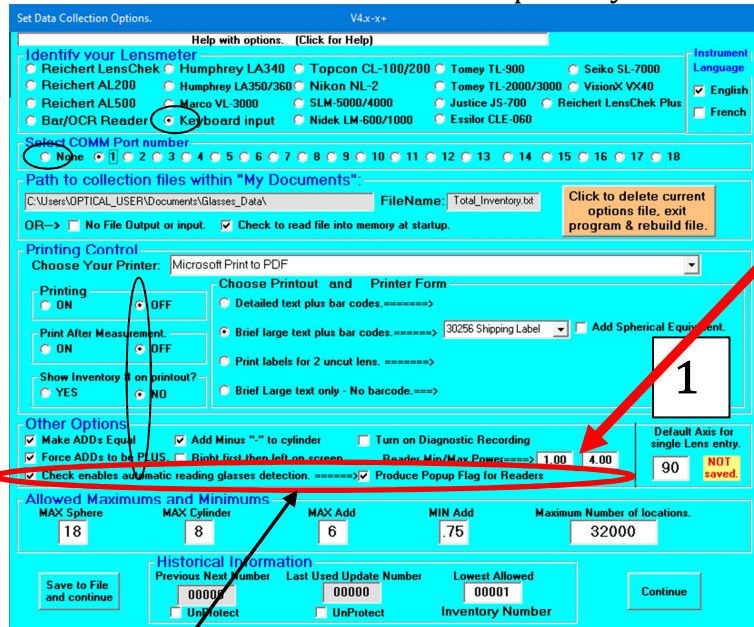 Set Data Collection Options. V4.x-x+
Help with options. (Click for Help)
Identify your Lensmeter
Reichert LensChek Humphrey LA340 Topcon CL-100/200 Tomey TL-900 Seiko SL-7000
Reichert AL200 Humphrey LA350/360 Nikon NL-2 Tomey TL-2000/3000 VisionX VX40
Reichert AL500 Marco VL-3000 SLM-5000/4000 Justice JS-700 Reichert LensChek Plus
Bar/OCR Reader Keyboard input Nidek LM-600/1000 Essilor CLE-060
Instrument
Language
English
French
Select COMM Port number
None 1 2 3 4 5 6 7 8 9 10 11 12 13 14 15 16 17 18
Path to collection files within "My Documents":
C:\Users\OPTICAL_USER\Documents\Glasses_Data\ FileName: Total_Inventory.txt
OR--> No File Output or input. Check to read file into memory at startup.
Click to delete current
options file, exit
program & rebuild file.
Printing Control
Choose Your Printer: Microsoft Print to PDF
Printing
ON OFF
Print After Measurement.
ON OFF
Show Inventory # on printout?
YES NO
Choose Printout and Printer Form
Detailed text plus bar codes.=======>
Brief large text plus bar codes.======> 30256 Shipping Label Add Spherical Equivalent.
Print labels for 2 uncut lens. =======>
Brief Large text only - No barcode.===>
1
Other Options
Make ADDs Equal Add Minus "-" to cylinder Turn on Diagnostic Recording
Force ADDs to be PLUS. Right first then left on screen Reader Min/Max Power====> 1.00 4.00
Check enables automatic reading glasses detection. ======> Produce Popup Flag for Readers
Default Axis for
single Lens entry.
90 NOT
saved.
Allowed Maximums and Minimums
MAX Sphere MAX Cylinder MAX Add MIN Add Maximum Number of locations.
18 8 6 .75 32000
Historical Information
Previous Next Number Last Used Update Number Lowest Allowed
00000 00000 00001
UnProtect UnProtect Inventory Number
Save to File
and continue
Continue